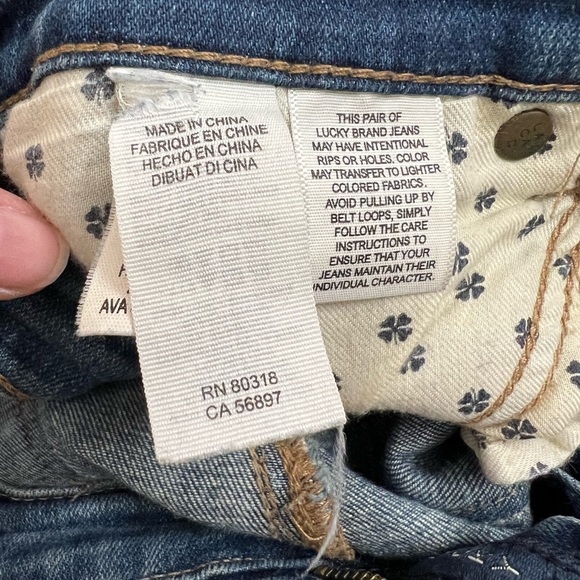 MADE IN CHINA
FABRIQUE EN CHINE
HECHO EN CHINA
DIBUAT DI CINA
RN 80318
CA 56897
THIS PAIR OF
LUCKY BRAND JEANS
MAY HAVE INTENTIONAL
RIPS OR HOLES. COLOR
MAY TRANSFER TO LIGHTER
COLORED FABRICS.
AVOID PULLING UP BY
BELT LOOPS, SIMPLY
FOLLOW THE CARE
INSTRUCTIONS TO
ENSURE THAT YOUR
JEANS MAINTAIN THEIR
INDIVIDUAL CHARACTER.
AVA